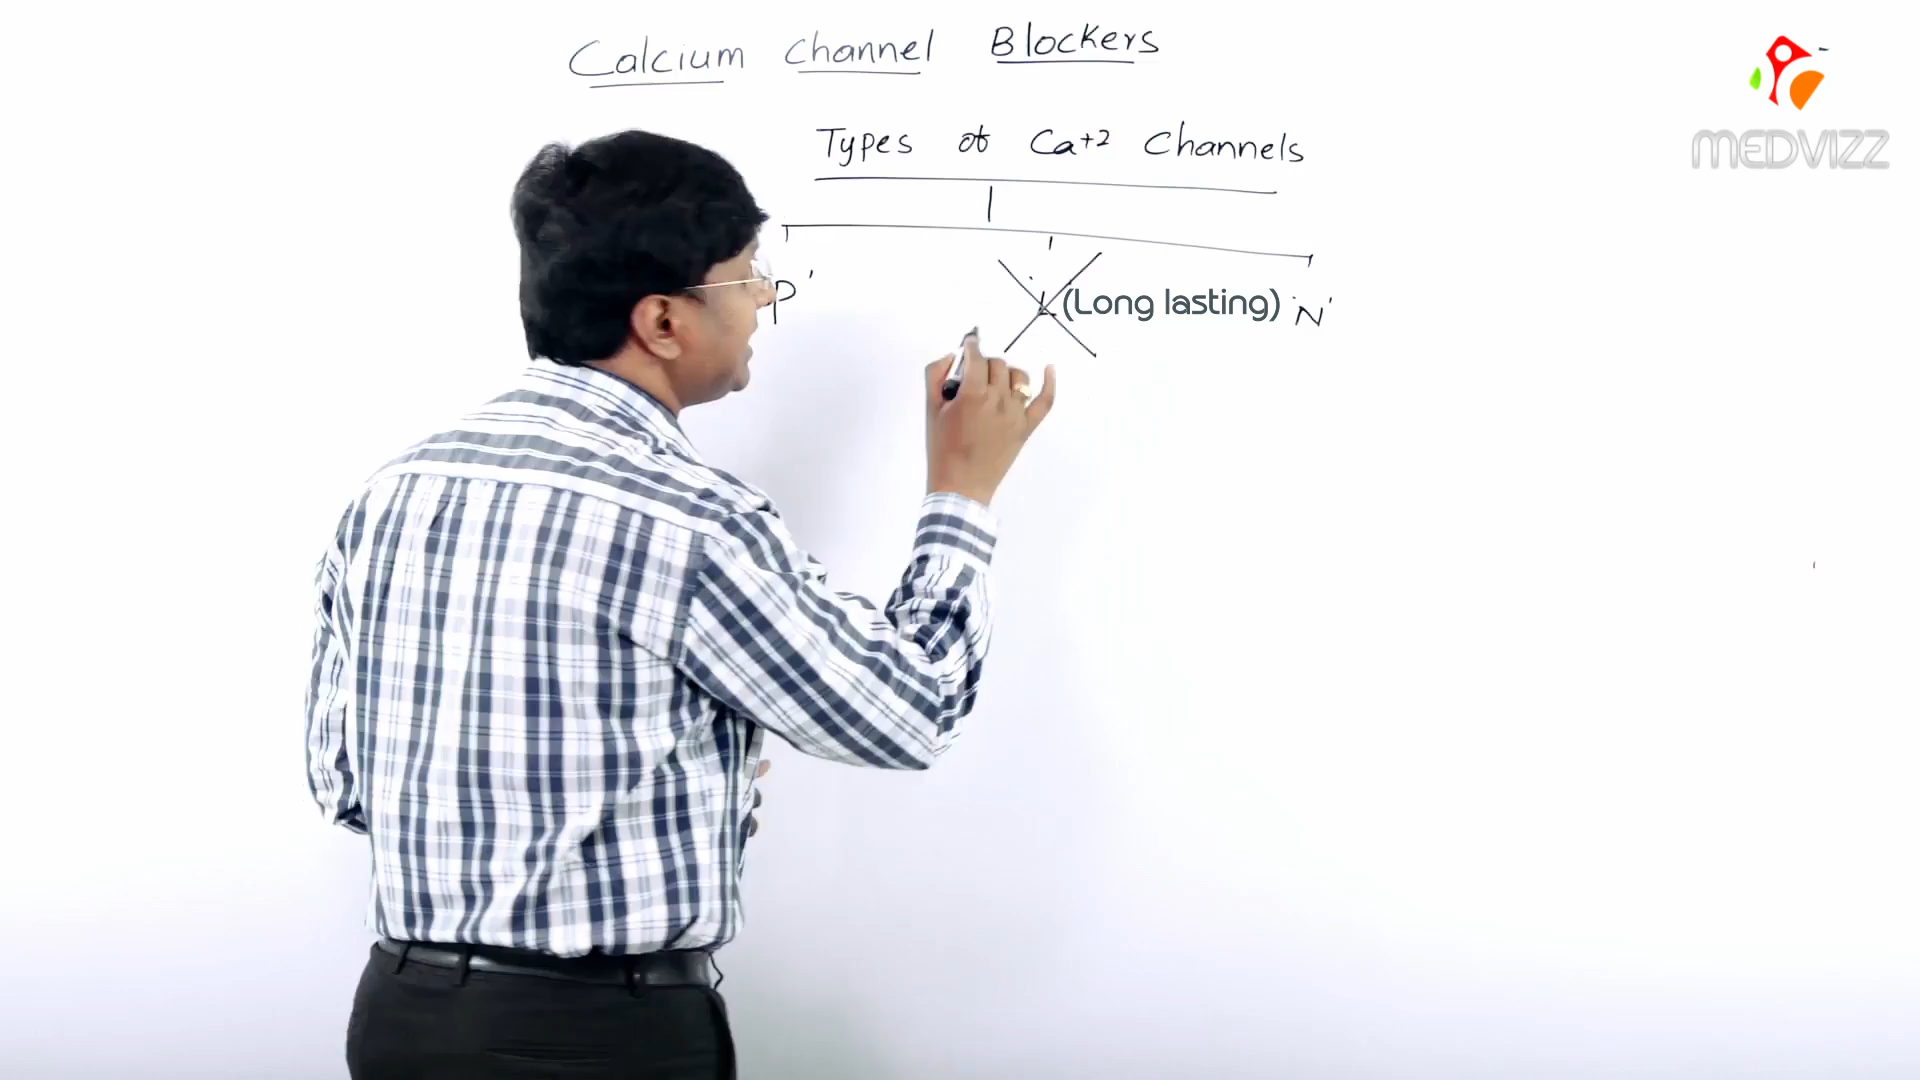 Calcium Channel Blockers
MEDVIZZ
Types of Ca+2 Channels
P' 'L (Long lasting) 'N'